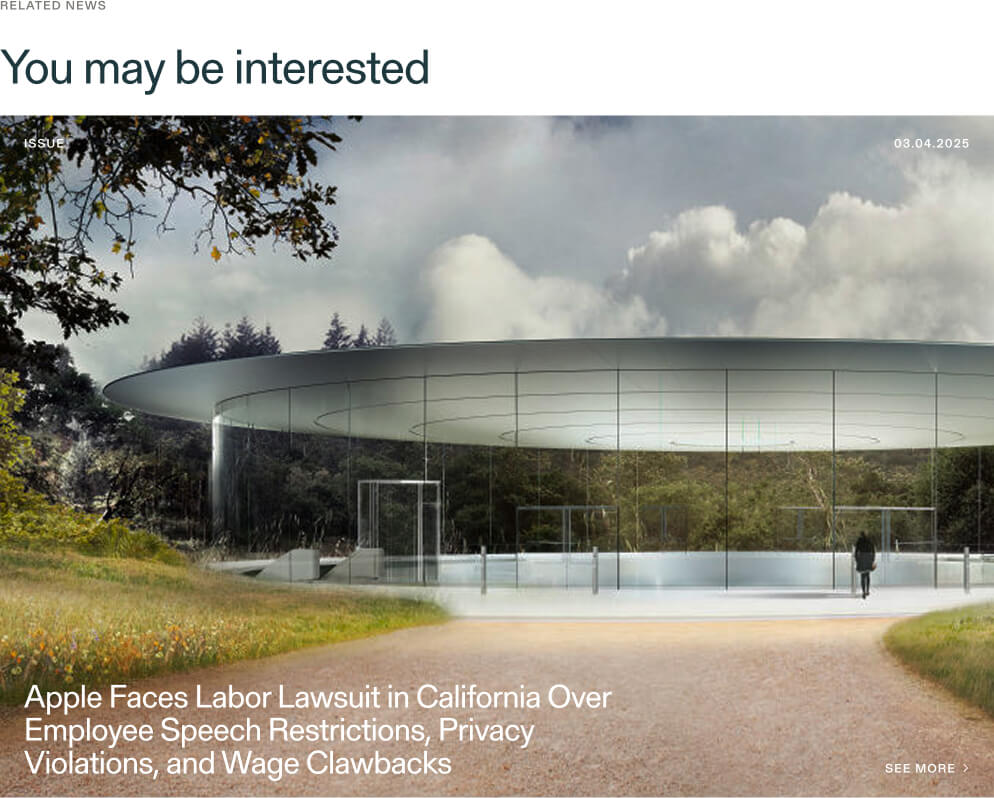 RELATED NEWS
You may be interested
ISSUE
03.04.2025
Apple Faces Labor Lawsuit in California Over
Employee Speech Restrictions, Privacy
Violations, and Wage Clawbacks
SEE MORE >